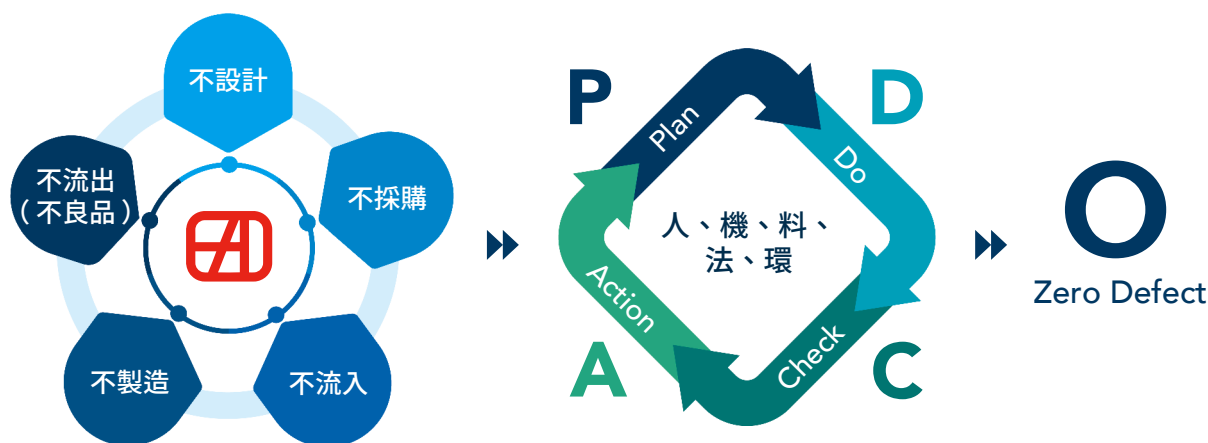 不設計
不採購
不流入
不製造
不流出
（不良品）
P
Plan
D
Do
C
Check
A
Action
人、機、料、
法、環
O
Zero Defect